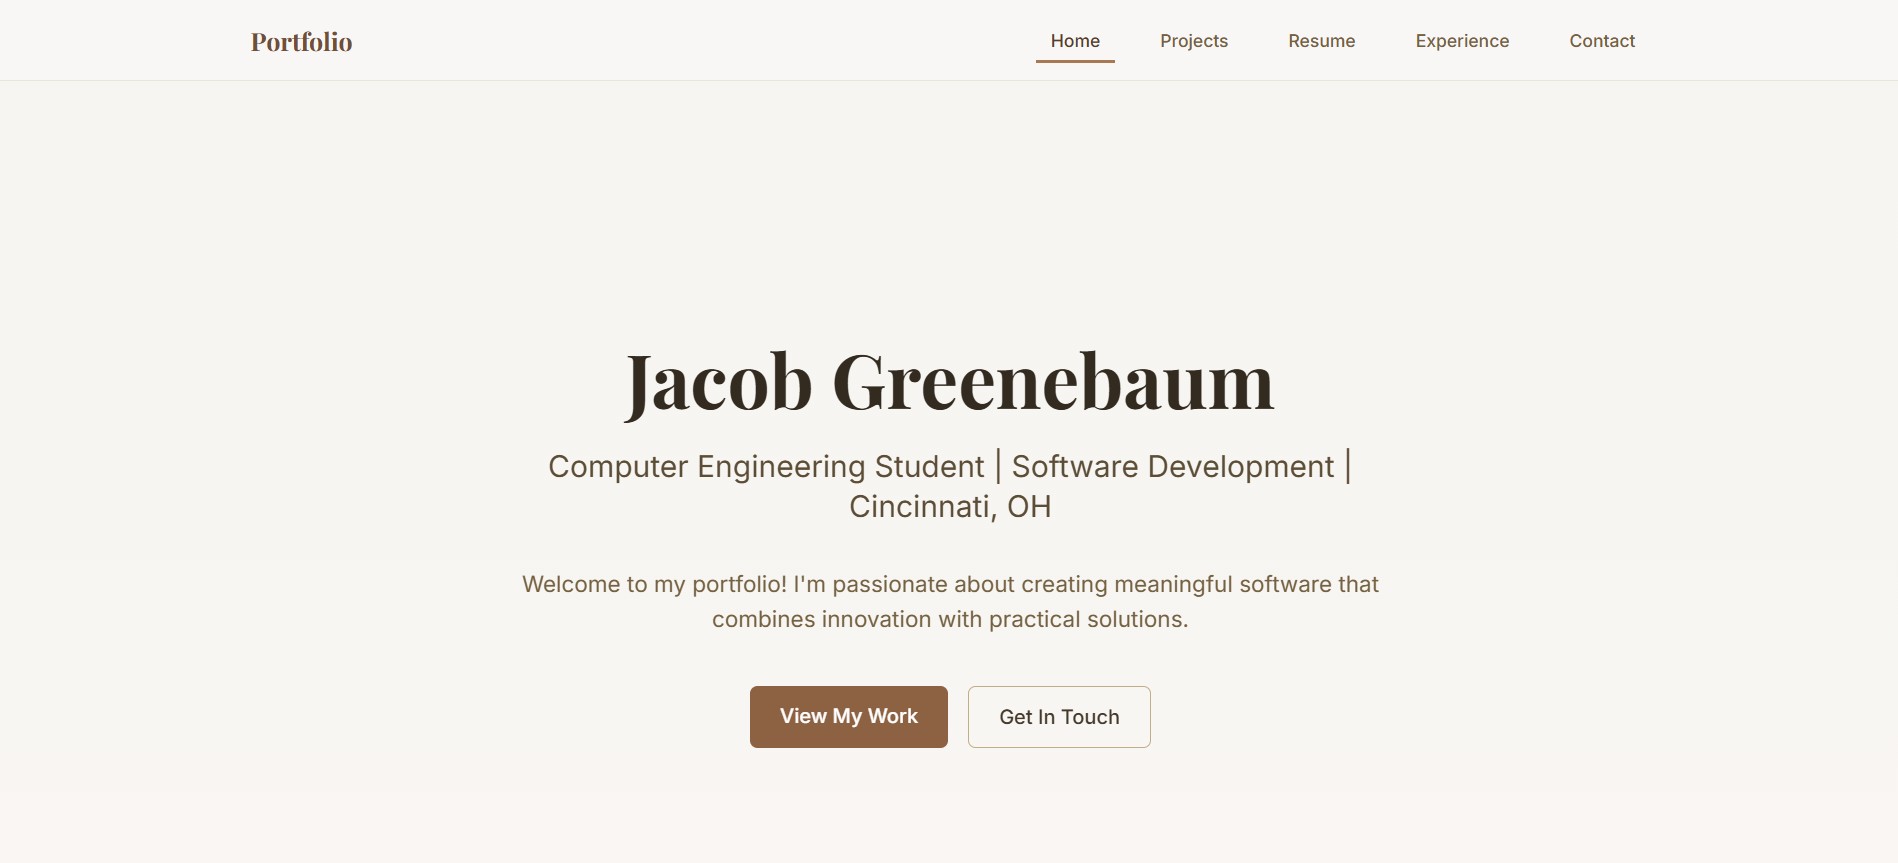 Portfolio
Home
Projects
Resume
Experience
Contact
Jacob Greenebaum
Computer Engineering Student | Software Development |
Cincinnati, OH
Welcome to my portfolio! I'm passionate about creating meaningful software that
combines innovation with practical solutions.
View My Work
Get In Touch